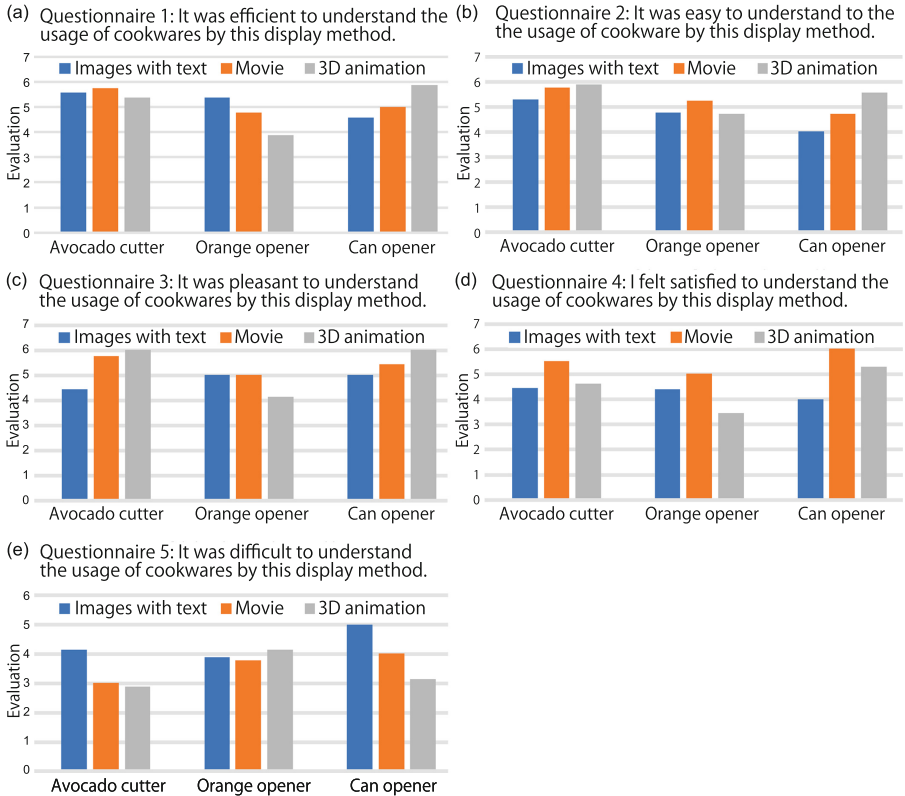 (a) Questionnaire 1: It was efficient to understand the
usage of cookwares by this display method.
7
Images with text Movie 3D animation
6
5
4
3
2
1
0
Evaluation
Avocado cutter Orange opener Can opener
(b) Questionnaire 2: It was easy to understand to the
the usage of cookware by this display method.
7
Images with text Movie 3D animation
6
5
4
3
2
1
0
Evaluation
Avocado cutter Orange opener Can opener
(c) Questionnaire 3: It was pleasant to understand
the usage of cookwares by this display method.
7
Images with text Movie 3D animation
6
5
4
3
2
1
0
Evaluation
Avocado cutter Orange opener Can opener
(d) Questionnaire 4: I felt satisfied to understand the
usage of cookwares by this display method.
7
Images with text Movie 3D animation
6
5
4
3
2
1
0
Evaluation
Avocado cutter Orange opener Can opener
(e) Questionnaire 5: It was difficult to understand
the usage of cookwares by this display method.
6
Images with text Movie 3D animation
5
4
3
2
1
0
Evaluation
Avocado cutter Orange opener Can opener